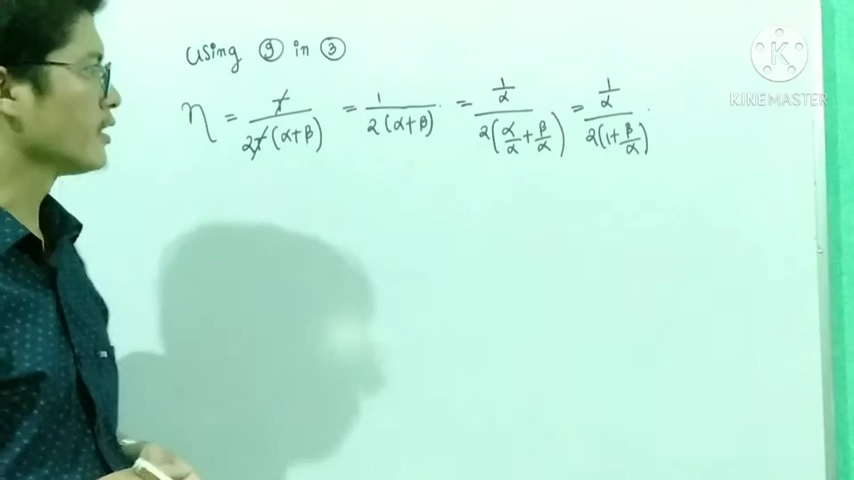 using ⑨ in ③
η = γ / 2γ(α+β) = 1 / 2(α+β) = 1/α / 2(α/α + β/α) = 1/α / 2(1+β/α)
K
KINEMASTER